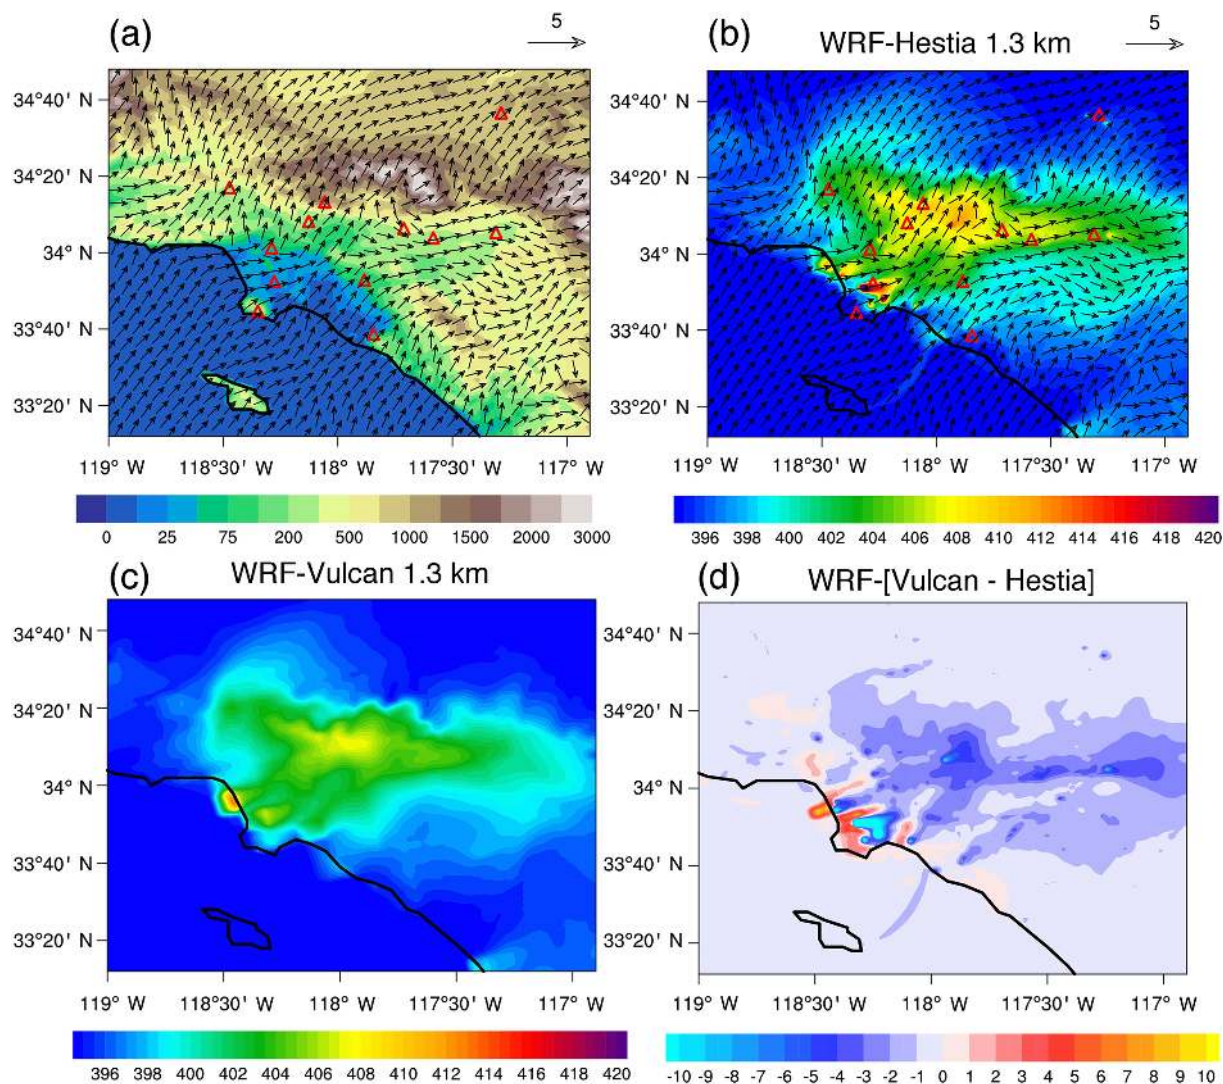 (a)
5
34°40' N
34°20' N
34° N
33°40' N
33°20' N
119° W
118°30' W
118° W
117°30' W
117° W
0 25 75 200 500 1000 1500 2000 3000
(b)
WRF-Hestia 1.3 km
5
34°40' N
34°20' N
34° N
33°40' N
33°20' N
119° W
118°30' W
118° W
117°30' W
117° W
396 398 400 402 404 406 408 410 412 414 416 418 420
(c)
WRF-Vulcan 1.3 km
34°40' N
34°20' N
34° N
33°40' N
33°20' N
119° W
118°30' W
118° W
117°30' W
117° W
396 398 400 402 404 406 408 410 412 414 416 418 420
(d)
WRF-[Vulcan - Hestia]
34°40' N
34°20' N
34° N
33°40' N
33°20' N
119° W
118°30' W
118° W
117°30' W
117° W
-10 -9 -8 -7 -6 -5 -4 -3 -2 -1 0 1 2 3 4 5 6 7 8 9 10